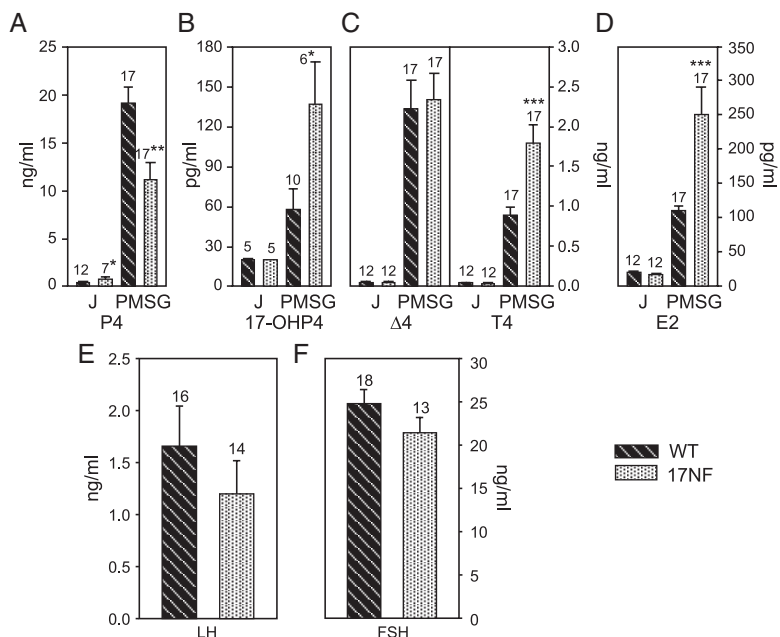 A
B
C
D
ng/ml
25
20
15
10
5
0
12
7*
17
17**
J
PMSG
P4
pg/ml
180
150
120
90
60
30
0
5
5
10
6*
J
PMSG
17-OHP4
12
12
17
17
J
PMSG
Δ4
12
12
17
***
17
J
PMSG
T4
3.0
2.5
2.0
1.5
1.0
0.5
0.0
ng/ml
12
12
17
***
17
J
PMSG
E2
350
300
250
200
150
100
50
0
pg/ml
E
F
ng/ml
2.5
2.0
1.5
1.0
0.5
0.0
16
14
LH
18
13
FSH
30
25
20
15
10
5
0
ng/ml
WT
17NF